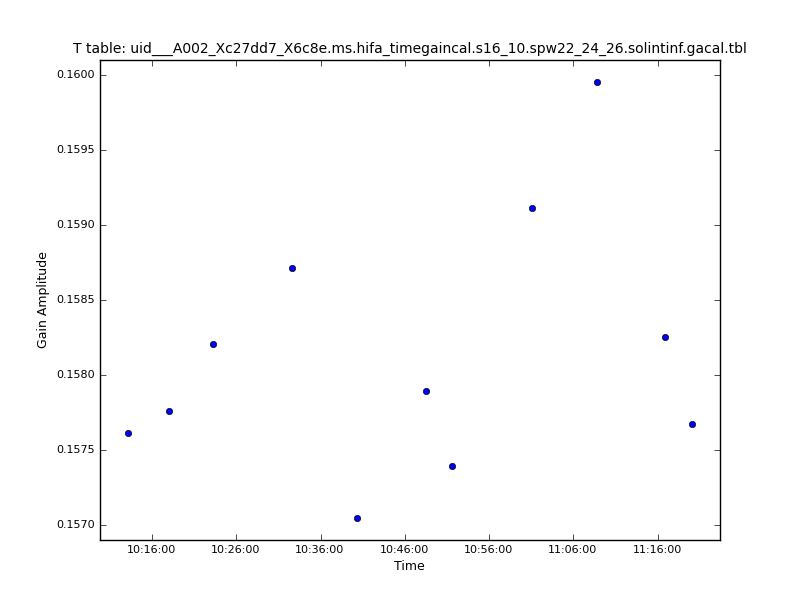 T table: uid___A002_Xc27dd7_X6c8e.ms.hifa_timegaincal.s16_10.spw22_24_26.solintinf.gacal.tbl
0.1600
0.1595
0.1590
0.1585
0.1580
0.1575
0.1570
Gain Amplitude
10:16:00 10:26:00 10:36:00 10:46:00 10:56:00 11:06:00 11:16:00
Time